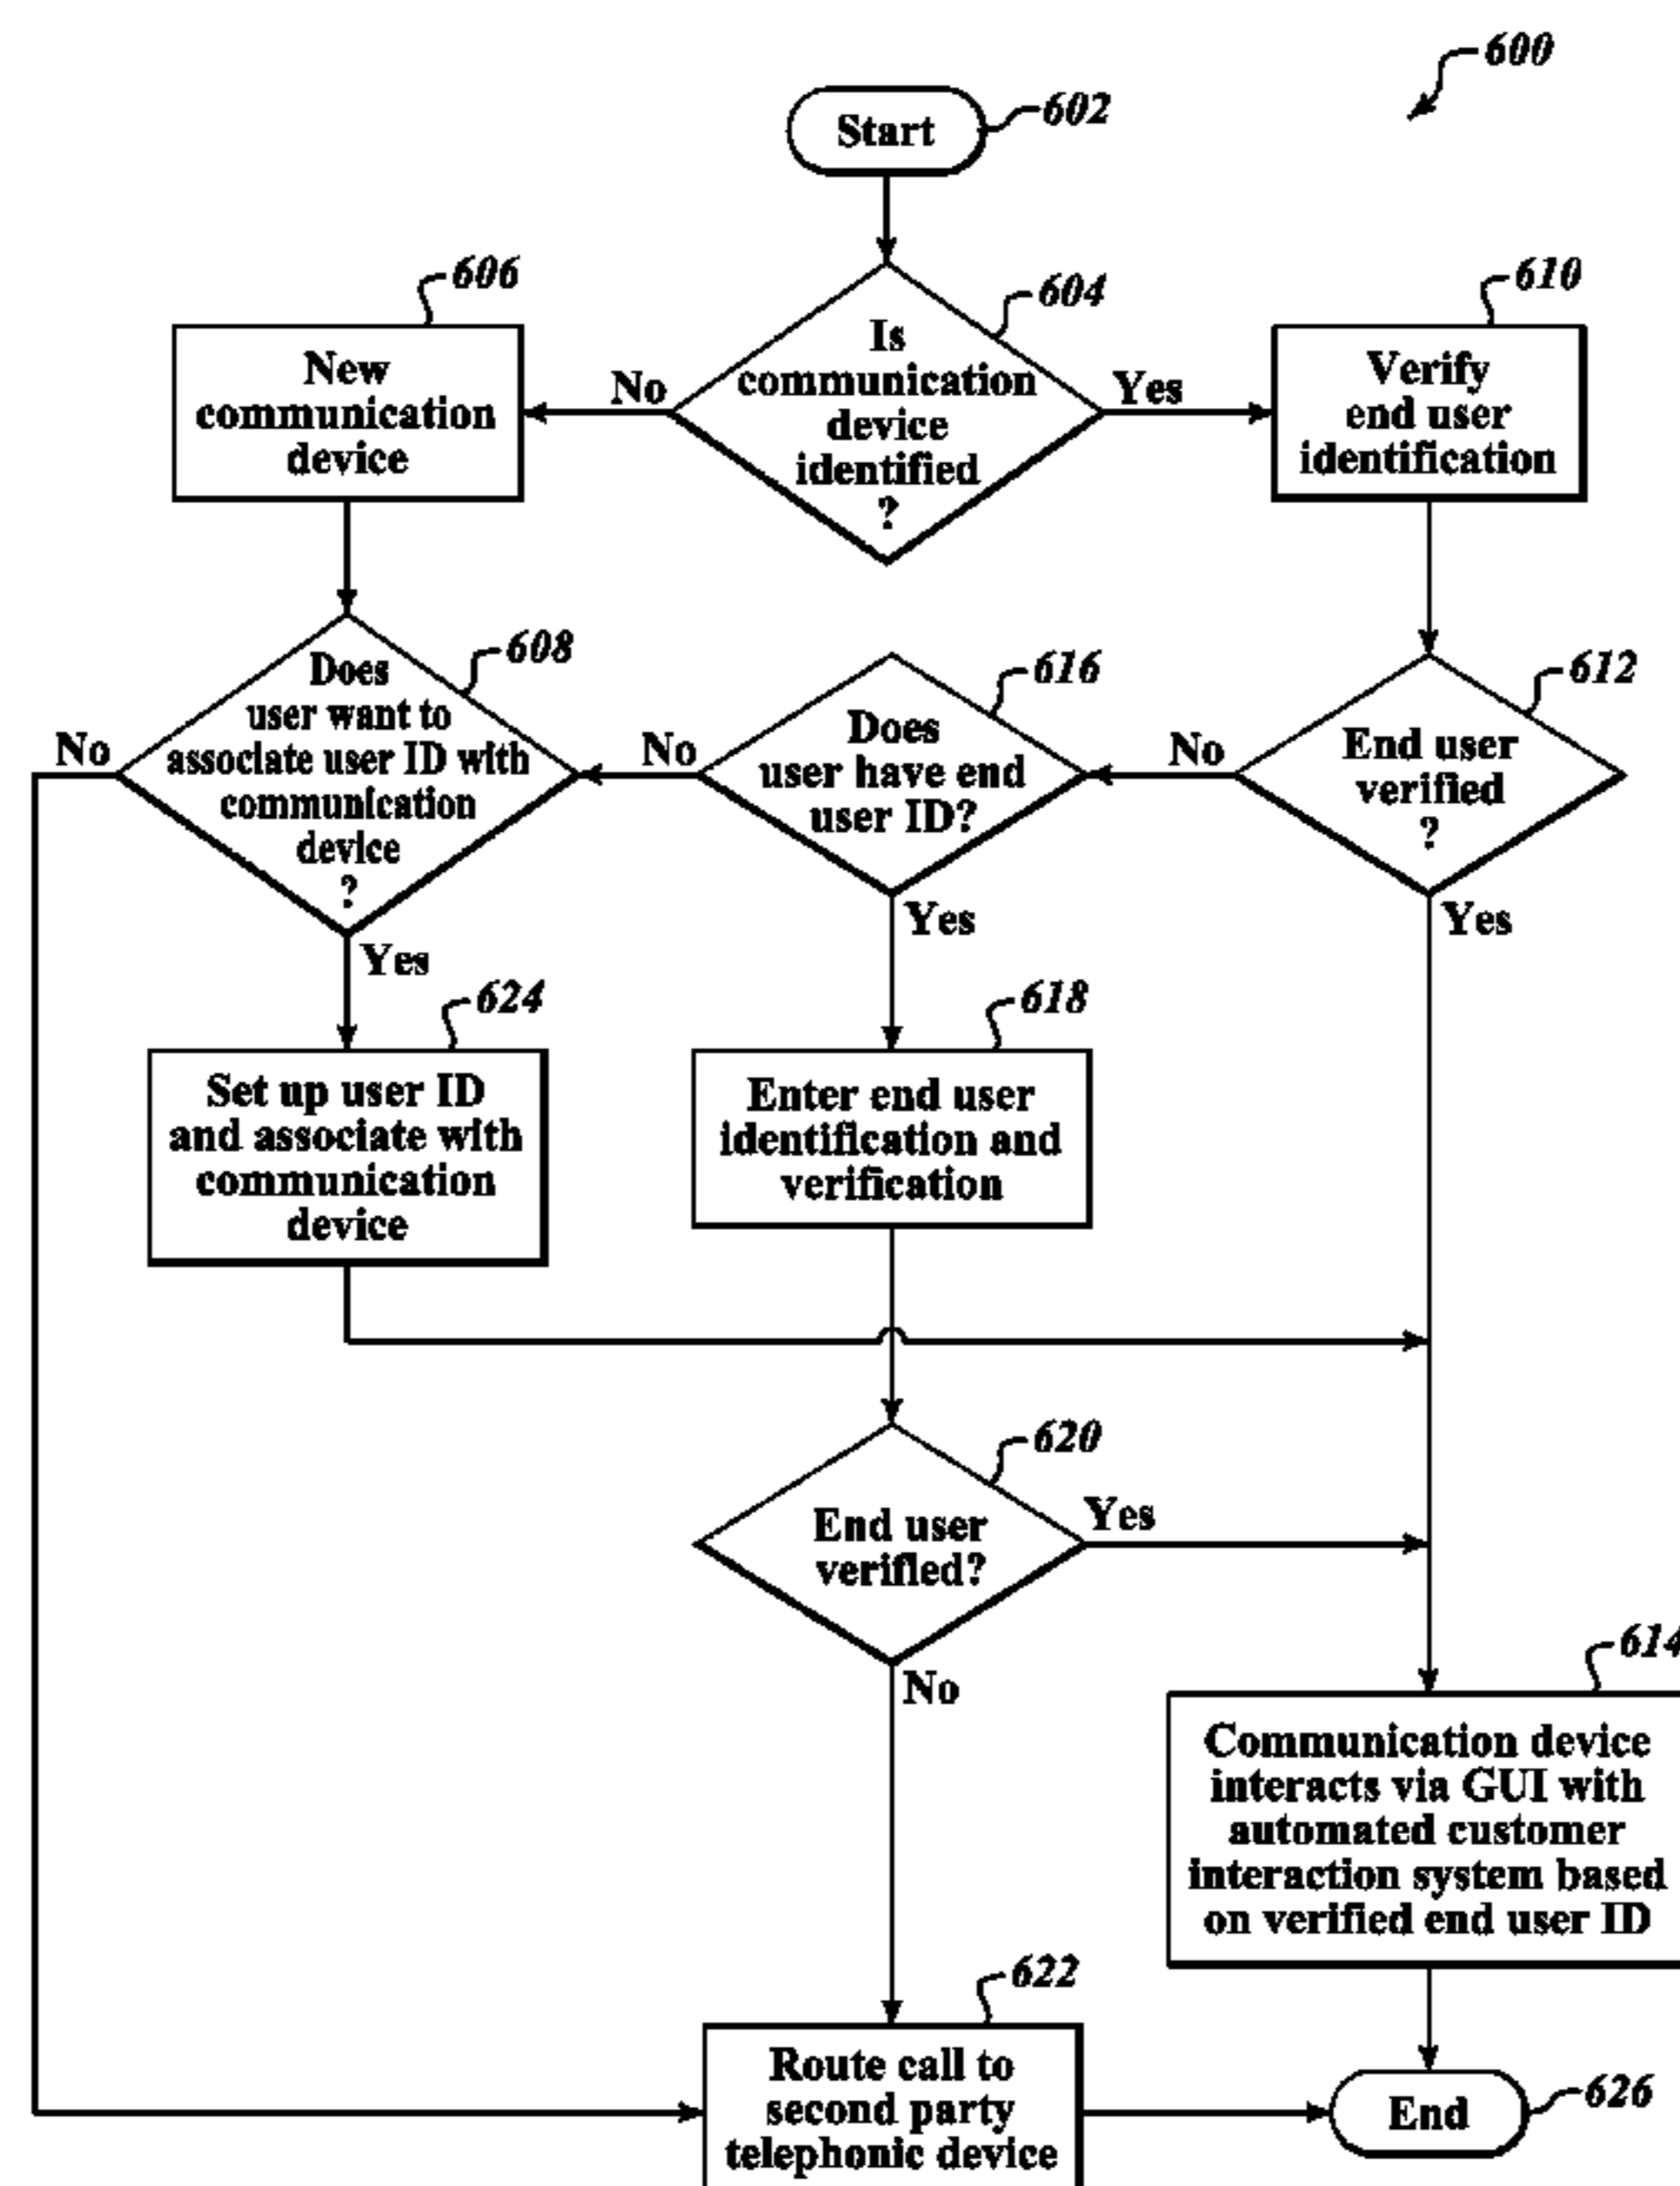 600
Start
602
606
604
610
New
communication
device
No
Is
communication
device
identified
?
Yes
Verify
end user
identification
608
616
612
No
Does
user want to
associate user ID with
communication
device
?
No
Does
user have end
user ID?
No
End user
verified
?
Yes
Yes
Yes
624
618
Set up user ID
and associate with
communication
device
Enter end user
identification and
verification
620
End user
verified?
Yes
No
614
Communication device
interacts via GUI with
automated customer
interaction system based
on verified end user ID
622
Route call to
second party
telephonic device
End
626